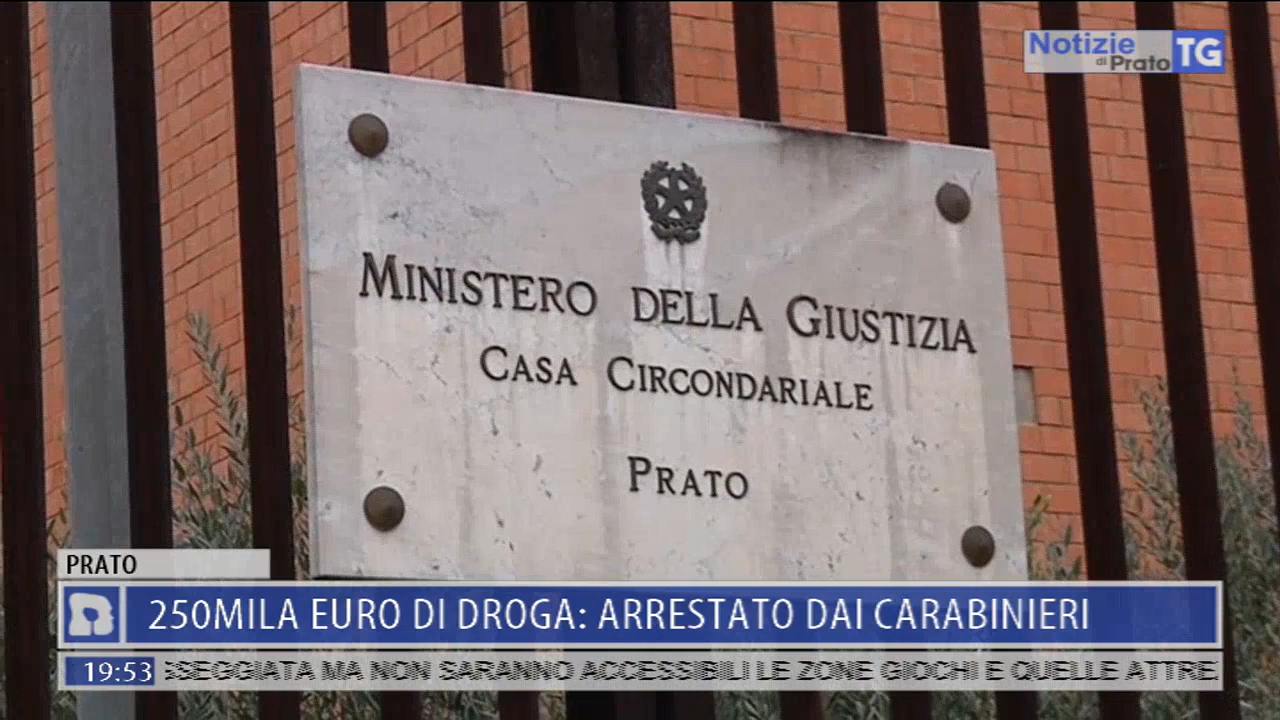 Notizie
di Prato TG
MINISTERO DELLA GIUSTIZIA
CASA CIRCONDARIALE
PRATO
PRATO
250MILA EURO DI DROGA: ARRESTATO DAI CARABINIERI
19:53 SSEGGIATA MA NON SARANNO ACCESSIBILI LE ZONE GIOCHI E QUELLE ATTRE